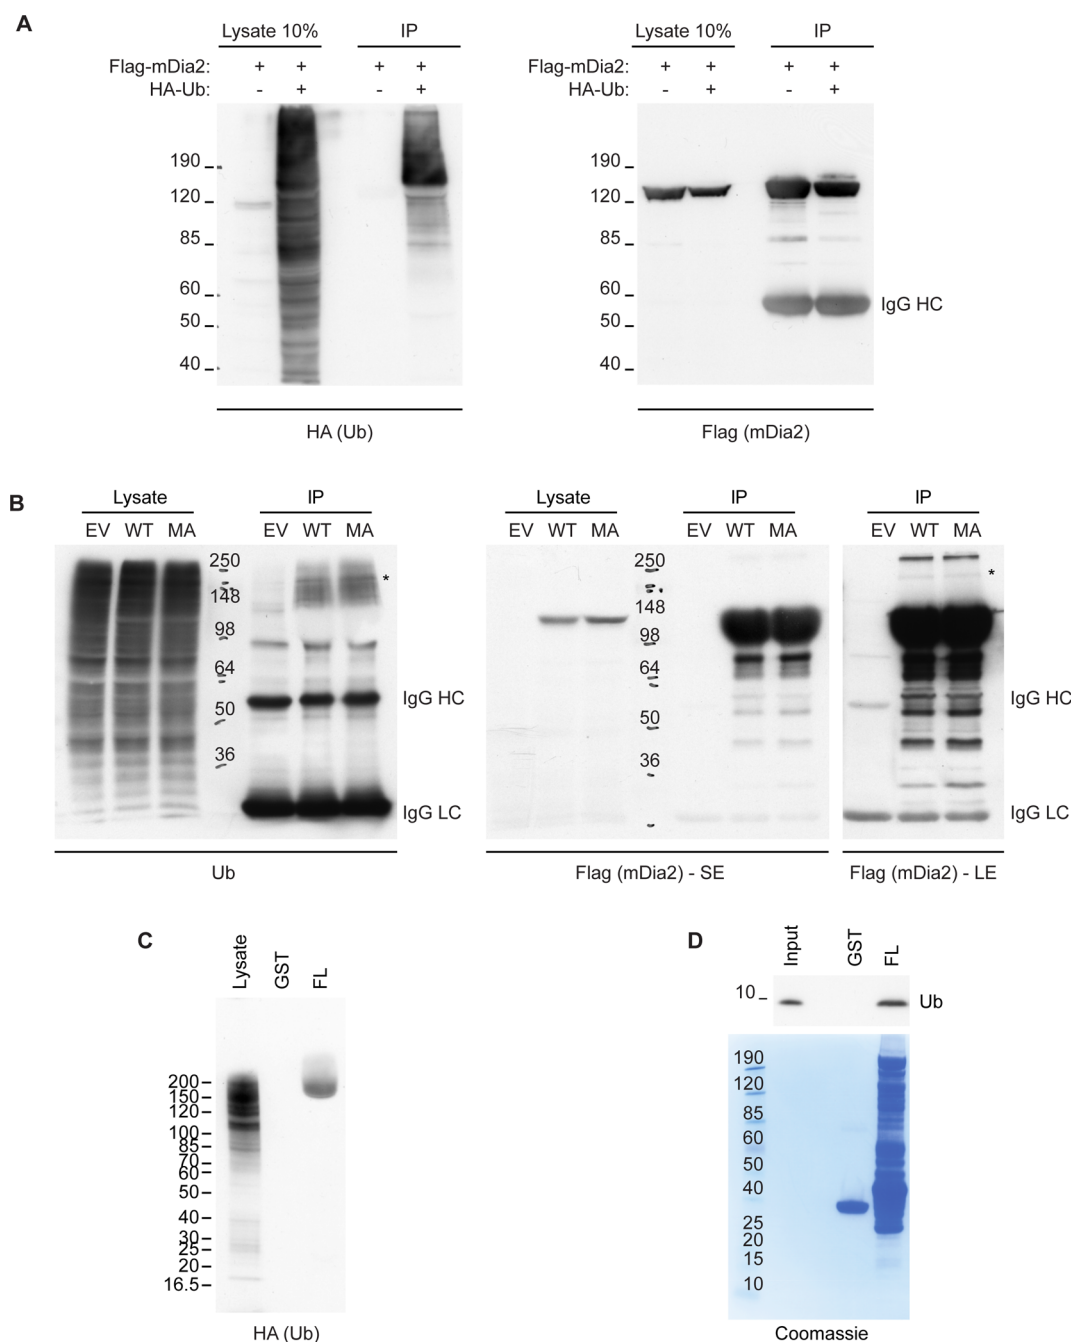 A
Lysate 10% IP
Flag-mDia2: + + + +
HA-Ub: - + - +
190
120
85
60
50
40
HA (Ub)
Lysate 10% IP
Flag-mDia2: + + + +
HA-Ub: - + - +
190
120
85
60
50
40
IgG HC
Flag (mDia2)
B
Lysate IP
EV WT MA EV WT MA
250
148
98
64
50
36
*
IgG HC
IgG LC
Ub
Lysate IP IP
EV WT MA EV WT MA EV WT MA
250
148
98
64
50
36
*
IgG HC
IgG LC
Flag (mDia2) - SE Flag (mDia2) - LE
C
Lysate GST FL
200
150
120
100
85
70
60
50
40
30
25
20
16.5
HA (Ub)
D
Input GST FL
10 Ub
190
120
85
60
50
40
25
20
15
10
Coomassie